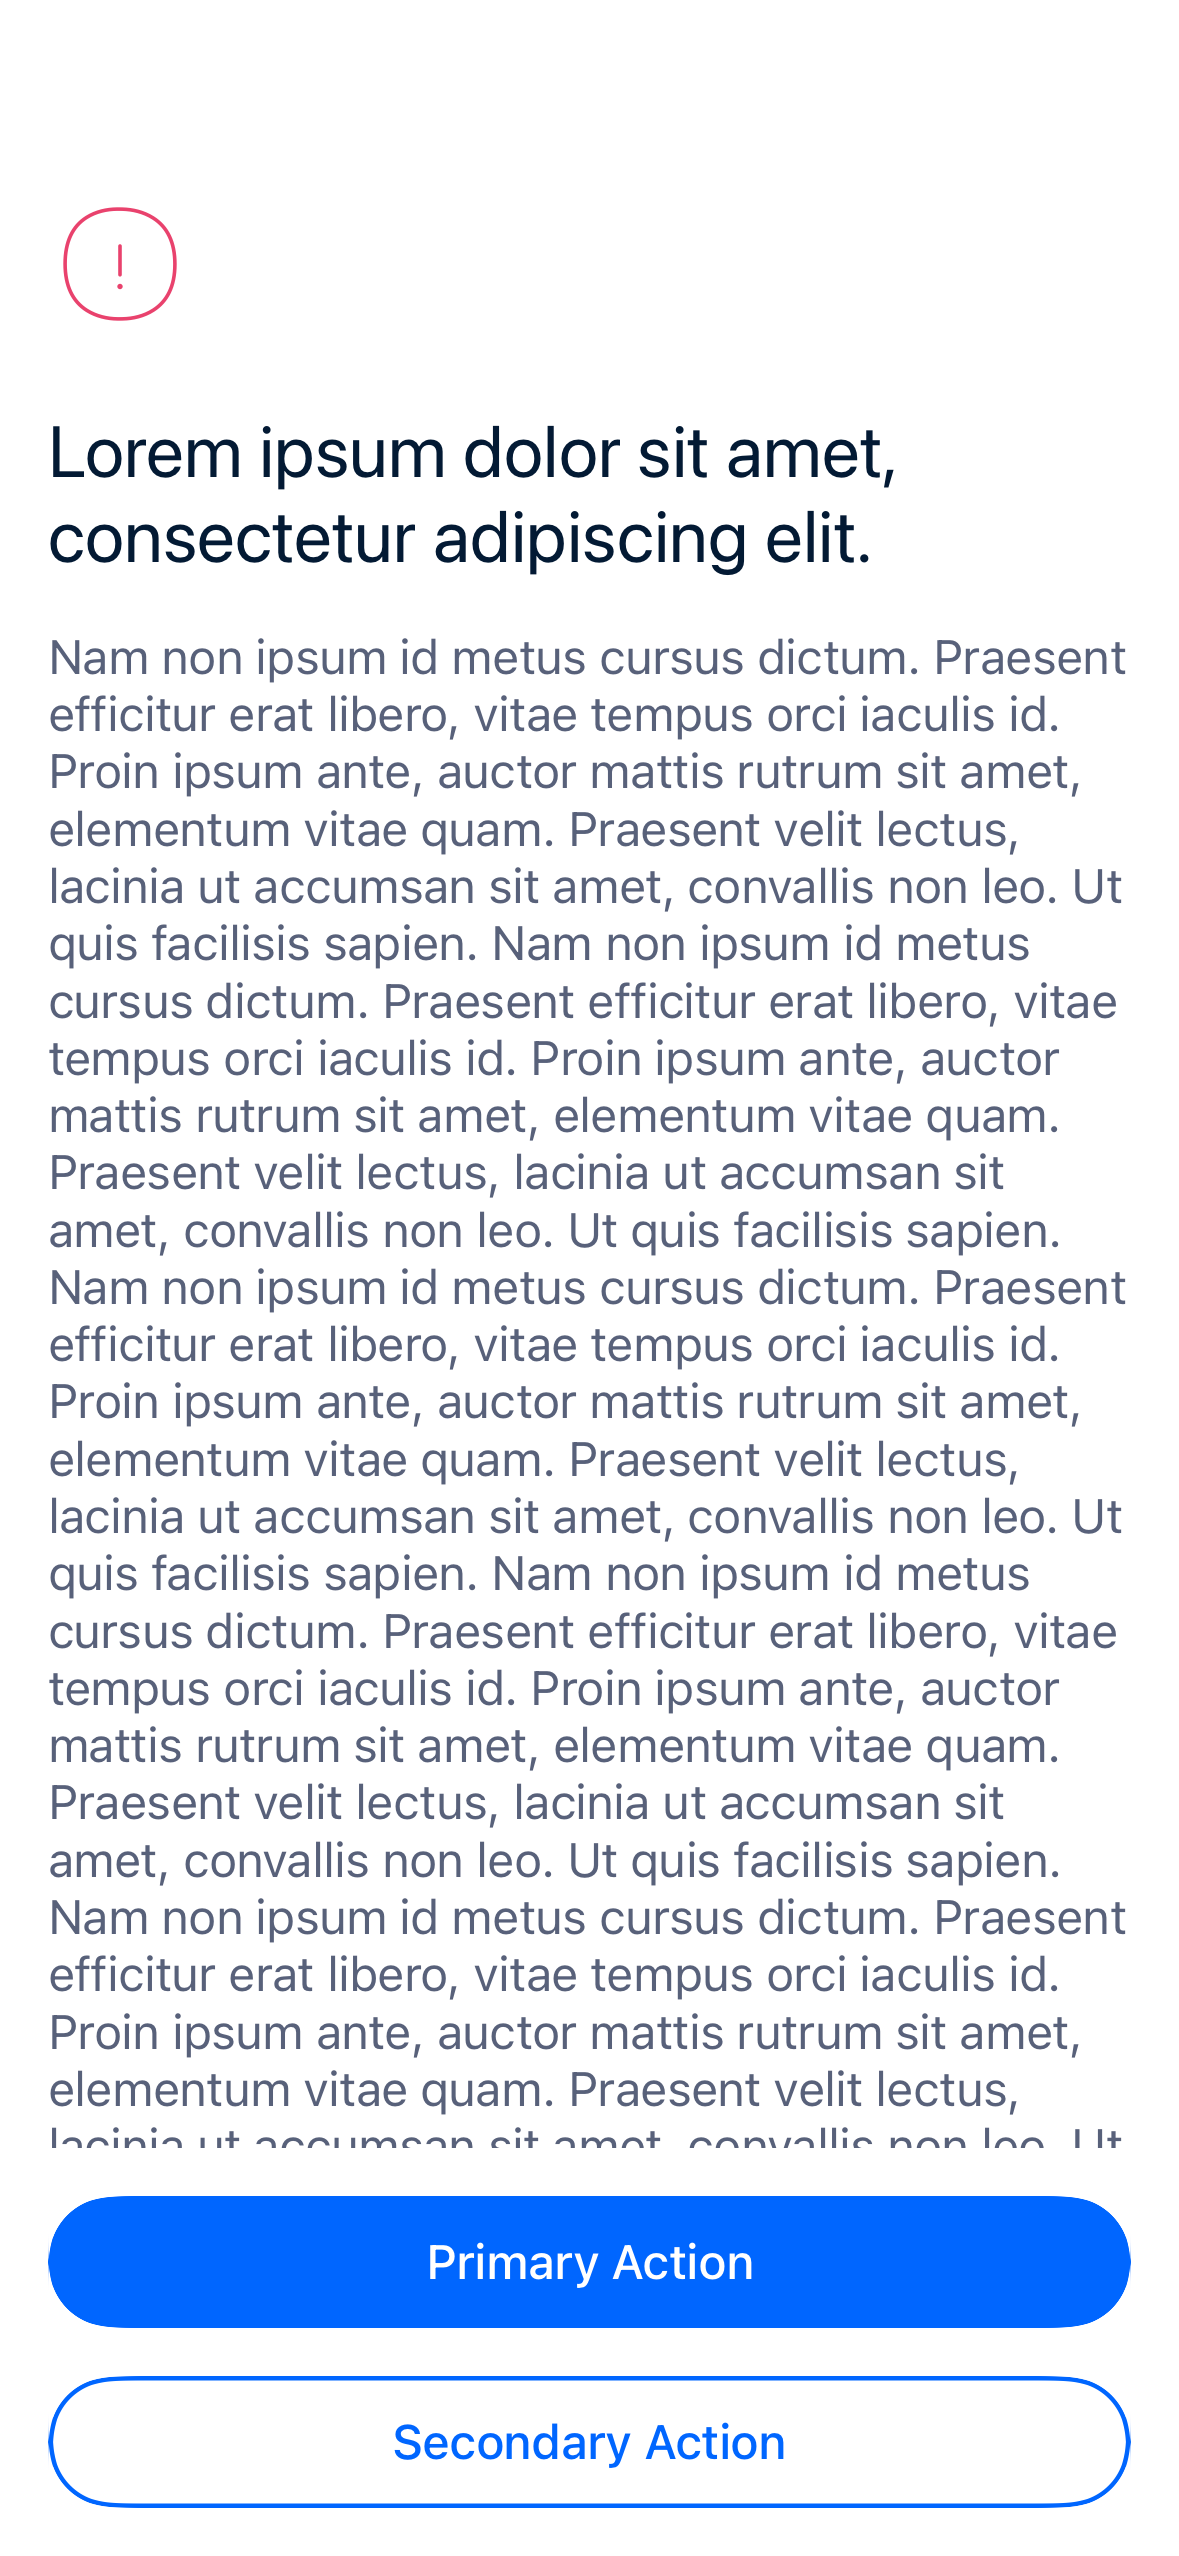 Lorem ipsum dolor sit amet,
consectetur adipiscing elit.
Nam non ipsum id metus cursus dictum. Praesent
efficitur erat libero, vitae tempus orci iaculis id.
Proin ipsum ante, auctor mattis rutrum sit amet,
elementum vitae quam. Praesent velit lectus,
lacinia ut accumsan sit amet, convallis non leo. Ut
quis facilisis sapien. Nam non ipsum id metus
cursus dictum. Praesent efficitur erat libero, vitae
tempus orci iaculis id. Proin ipsum ante, auctor
mattis rutrum sit amet, elementum vitae quam.
Praesent velit lectus, lacinia ut accumsan sit
amet, convallis non leo. Ut quis facilisis sapien.
Nam non ipsum id metus cursus dictum. Praesent
efficitur erat libero, vitae tempus orci iaculis id.
Proin ipsum ante, auctor mattis rutrum sit amet,
elementum vitae quam. Praesent velit lectus,
lacinia ut accumsan sit amet, convallis non leo. Ut
quis facilisis sapien. Nam non ipsum id metus
cursus dictum. Praesent efficitur erat libero, vitae
tempus orci iaculis id. Proin ipsum ante, auctor
mattis rutrum sit amet, elementum vitae quam.
Praesent velit lectus, lacinia ut accumsan sit
amet, convallis non leo. Ut quis facilisis sapien.
Nam non ipsum id metus cursus dictum. Praesent
efficitur erat libero, vitae tempus orci iaculis id.
Proin ipsum ante, auctor mattis rutrum sit amet,
elementum vitae quam. Praesent velit lectus,
lacinia ut accumsan sit amet, convallis non leo. Ut
Primary Action
Secondary Action